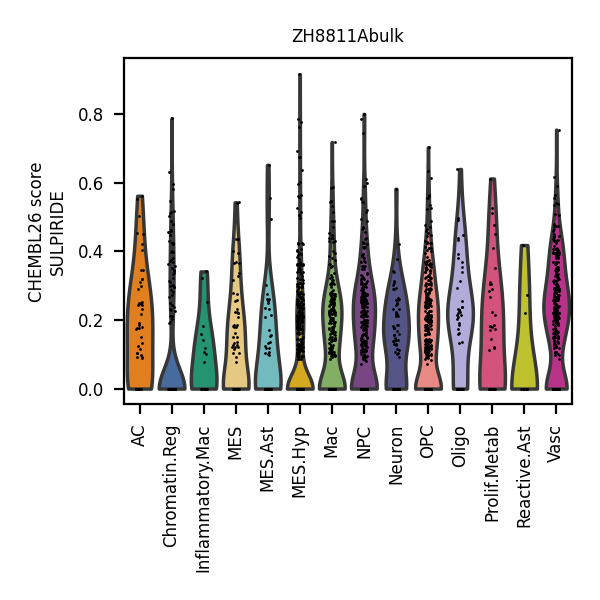 ZH8811Abulk
CHEMBL26 score
SULPIRIDE
0.8
0.6
0.4
0.2
0.0
AC
Chromatin.Reg
Inflammatory.Mac
MES
MES.Ast
MES.Hyp
Mac
NPC
Neuron
OPC
Oligo
Prolif.Metab
Reactive.Ast
Vasc